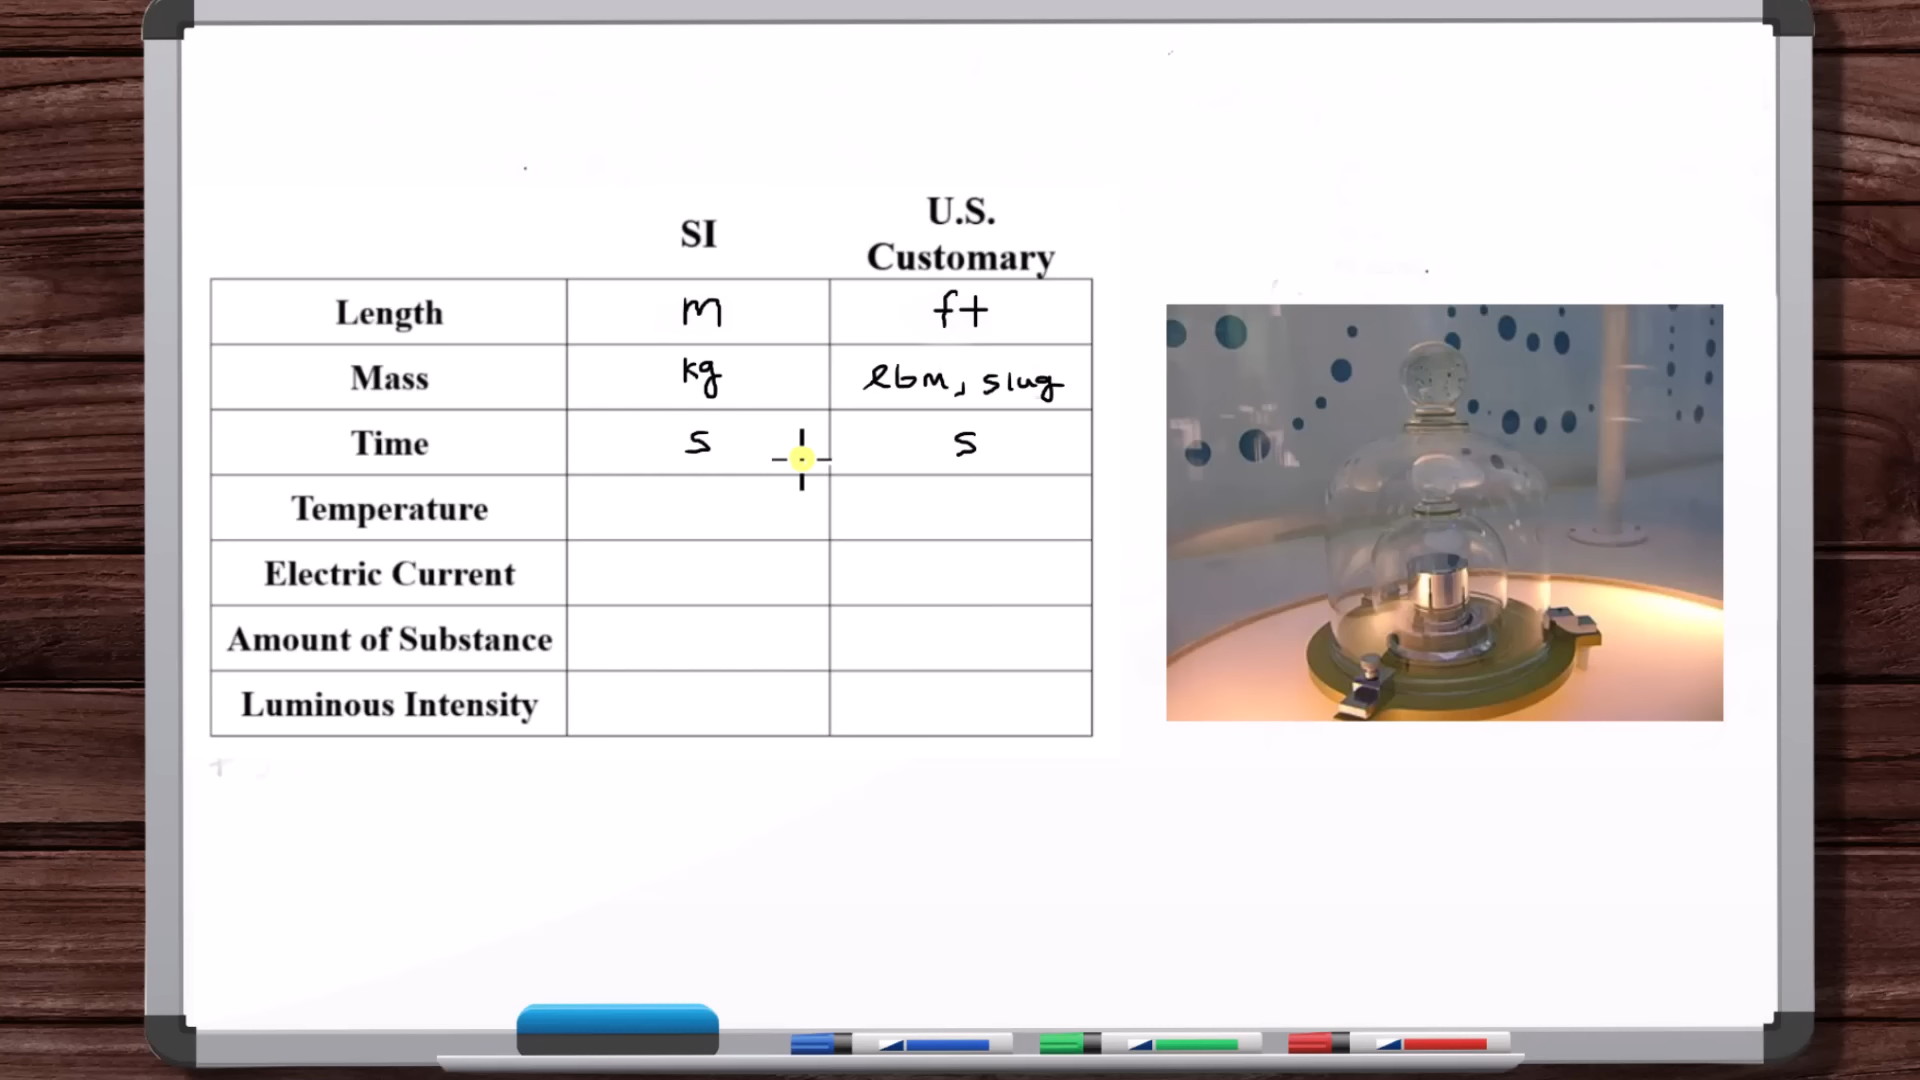 SI U.S. Customary
Length m ft
Mass kg lbm, slug
Time s s
Temperature
Electric Current
Amount of Substance
Luminous Intensity